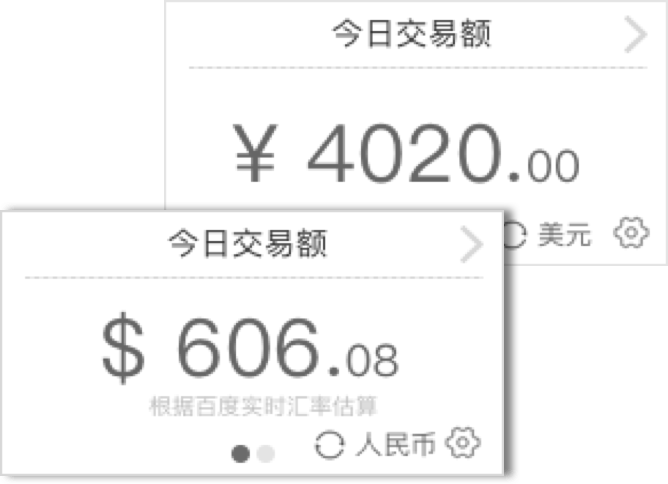 今日交易额
¥ 4020.00
美元
今日交易额
$ 606.08
根据百度实时汇率估算
人民币